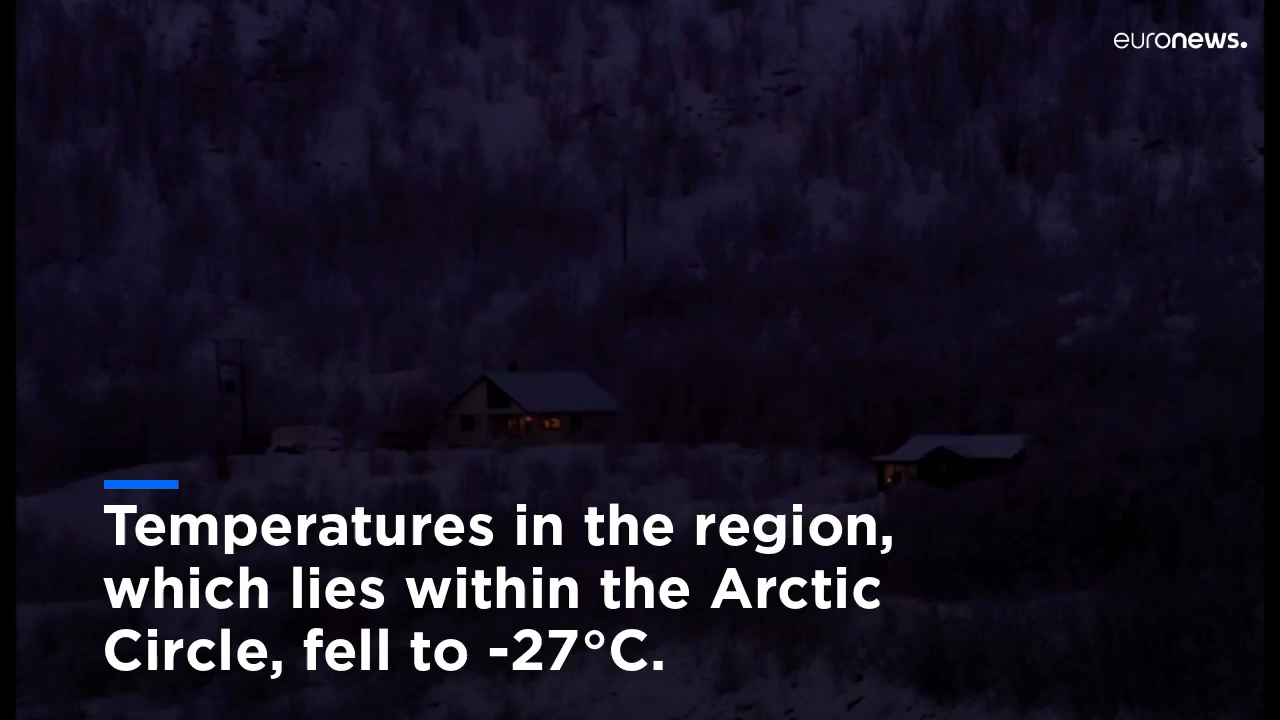 euronews.
Temperatures in the region,
which lies within the Arctic
Circle, fell to -27°C.